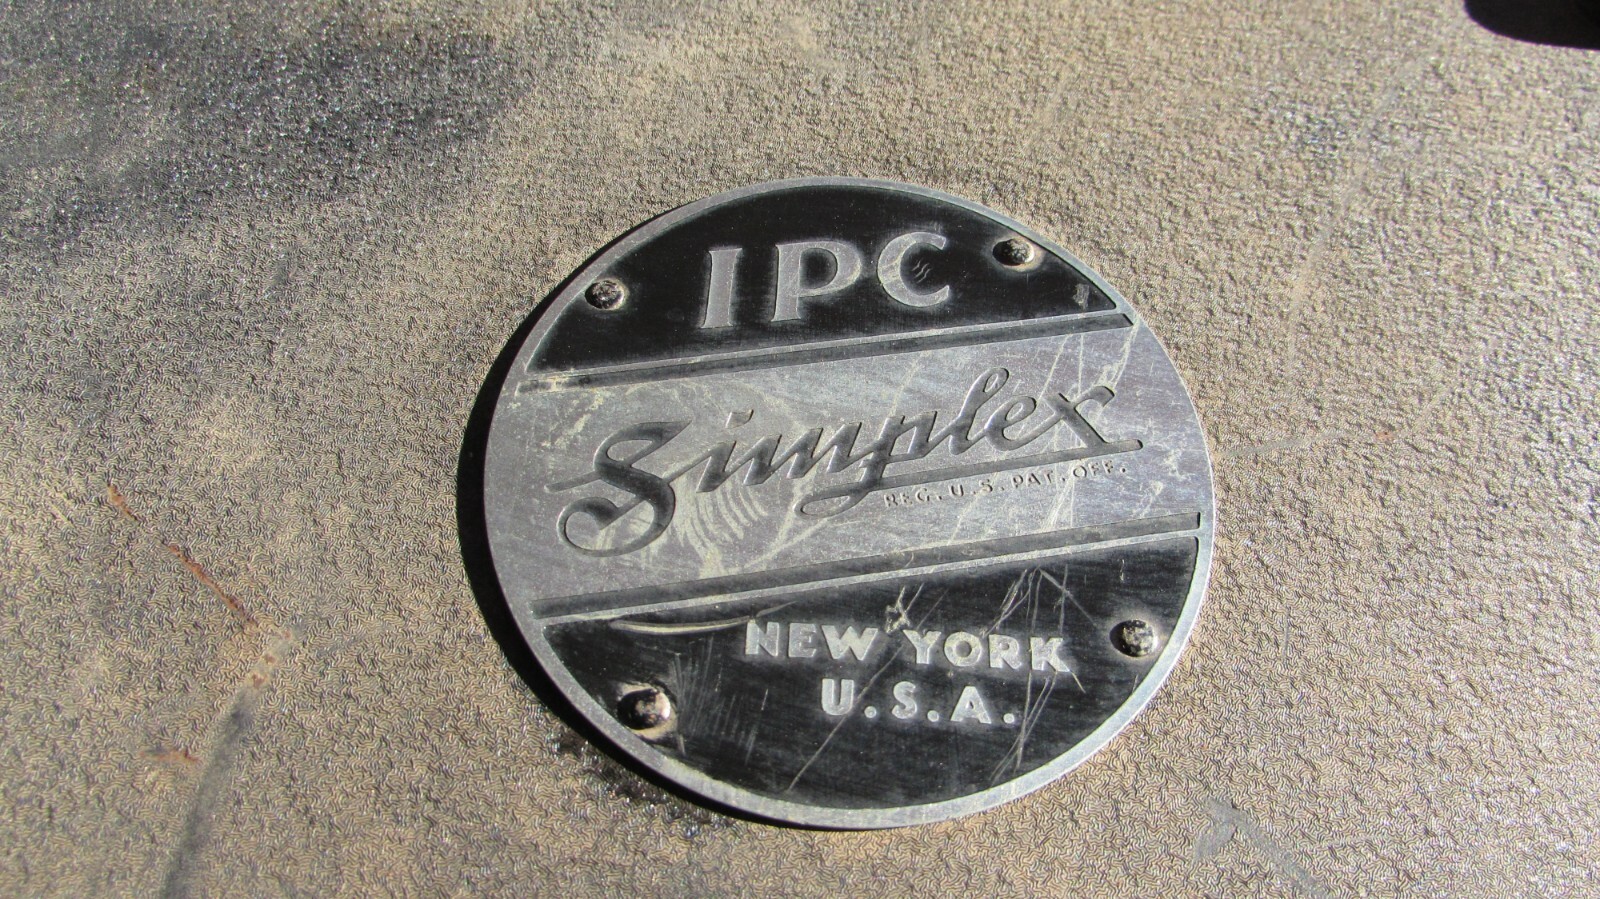 IPC
Simplex
REG. U.S. PAT. OFF.
NEW YORK
U.S.A.